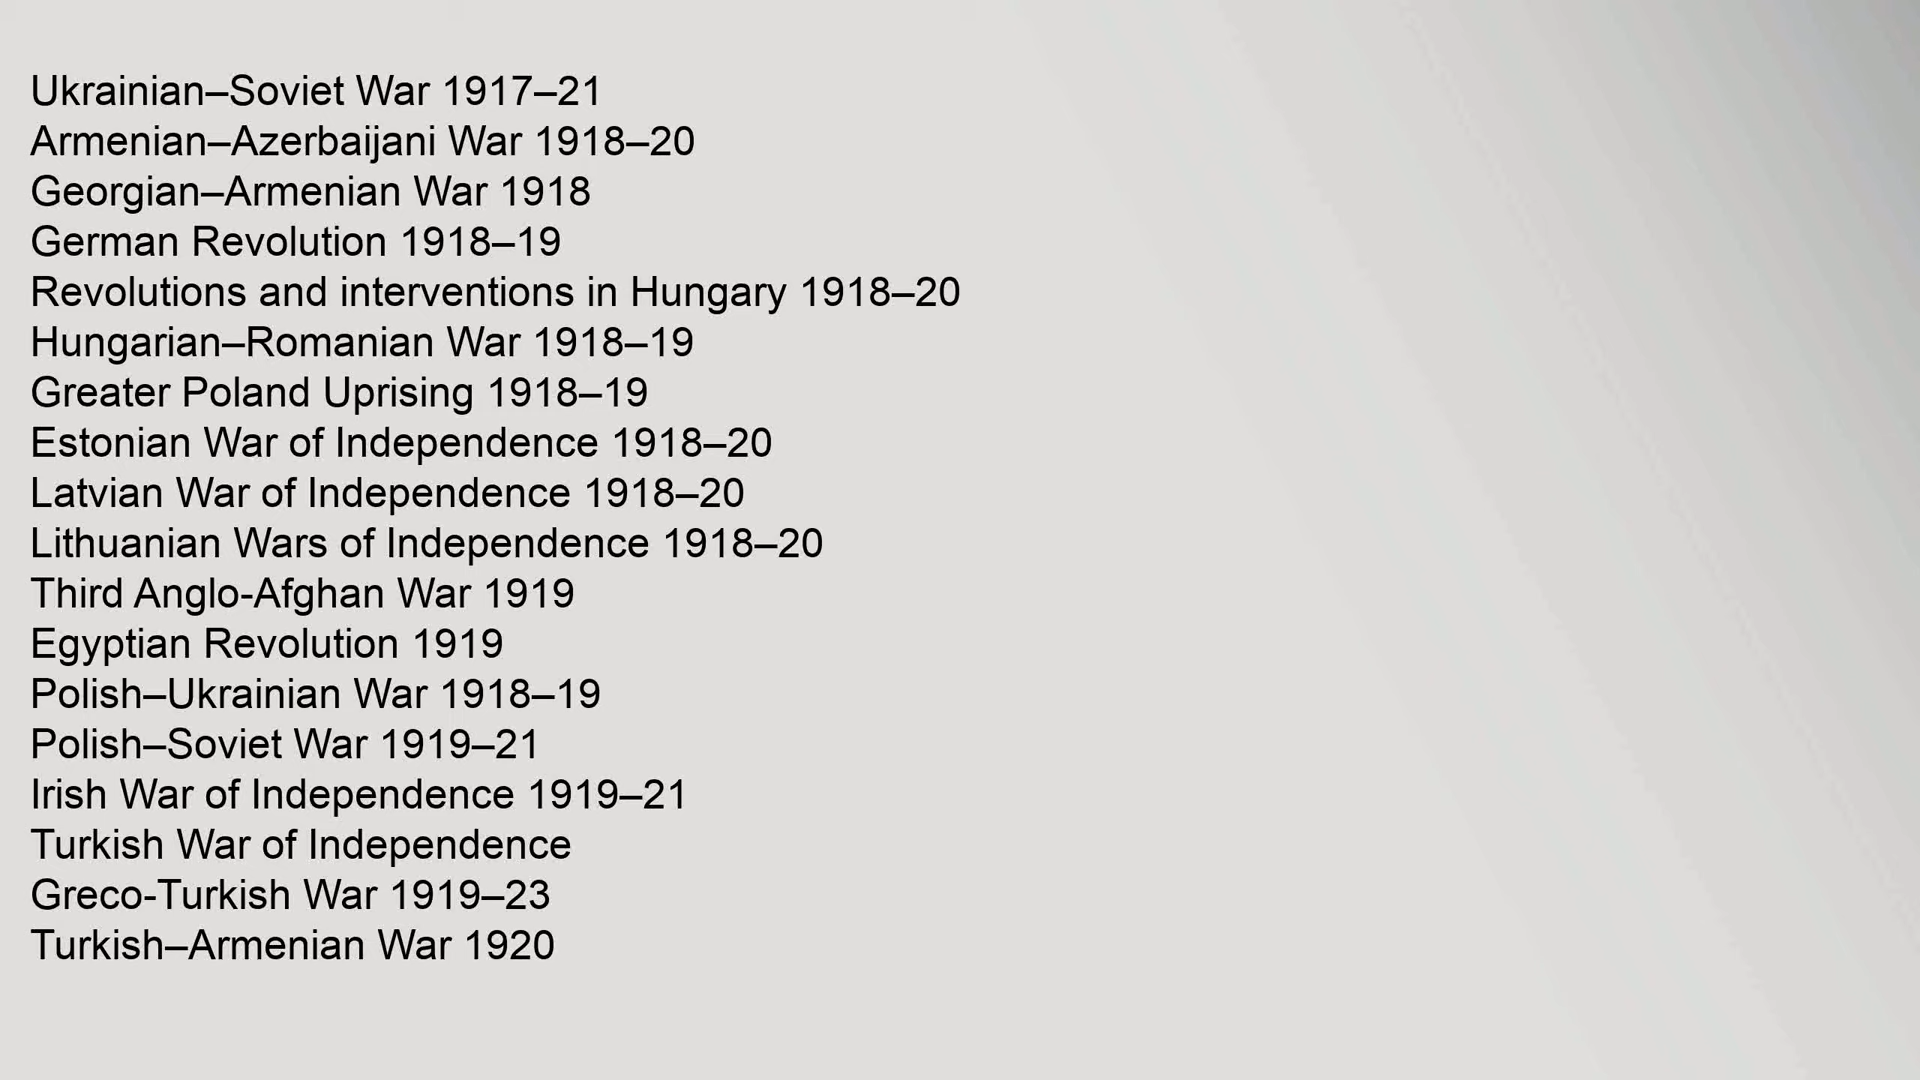 Ukrainian–Soviet War 1917–21
Armenian–Azerbaijani War 1918–20
Georgian–Armenian War 1918
German Revolution 1918–19
Revolutions and interventions in Hungary 1918–20
Hungarian–Romanian War 1918–19
Greater Poland Uprising 1918–19
Estonian War of Independence 1918–20
Latvian War of Independence 1918–20
Lithuanian Wars of Independence 1918–20
Third Anglo-Afghan War 1919
Egyptian Revolution 1919
Polish–Ukrainian War 1918–19
Polish–Soviet War 1919–21
Irish War of Independence 1919–21
Turkish War of Independence
Greco-Turkish War 1919–23
Turkish–Armenian War 1920